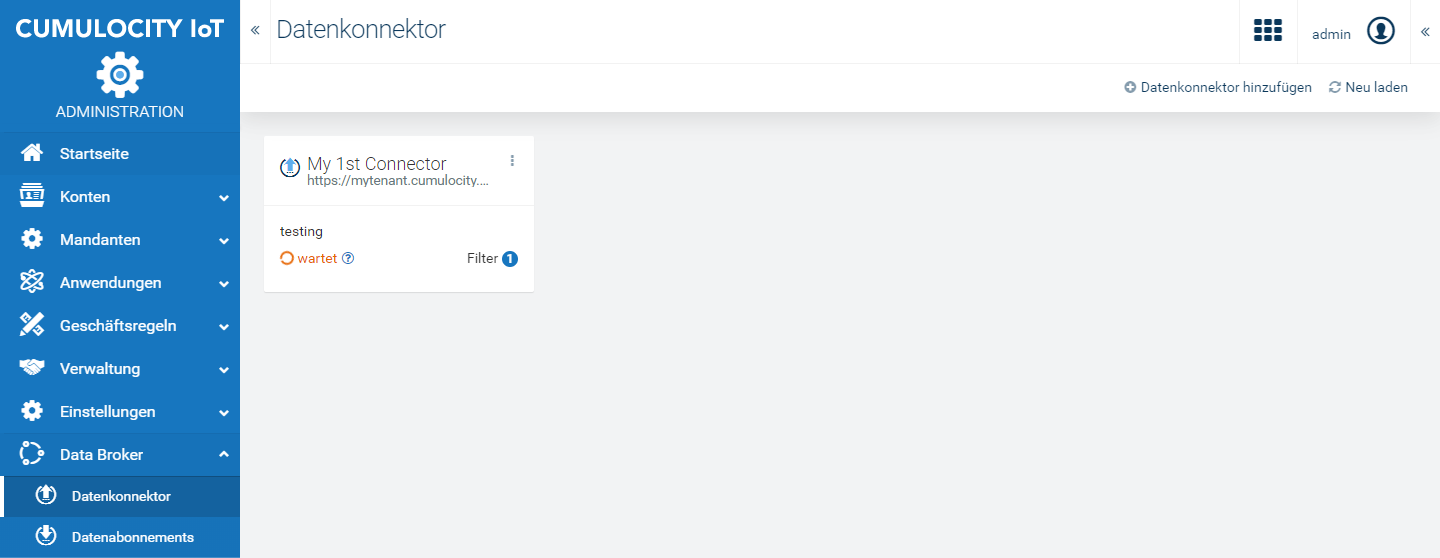 CUMULOCITY IoT
ADMINISTRATION
Startseite
Konten
Mandanten
Anwendungen
Geschäftsregeln
Verwaltung
Einstellungen
Data Broker
Datenkonnektor
Datenabonnements
Datenkonnektor
admin
Datenkonnektor hinzufügen Neu laden
My 1st Connector
https://mytenant.cumulocity....
testing
wartet ? Filter 1